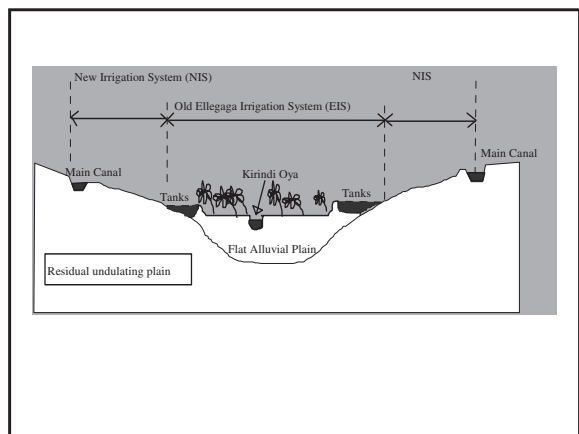 New Irrigation System (NIS)
NIS
Old Ellegaga Irrigation System (EIS)
Main Canal
Main Canal
Kirindi Oya
Tanks
Tanks
Flat Alluvial Plain
Residual undulating plain